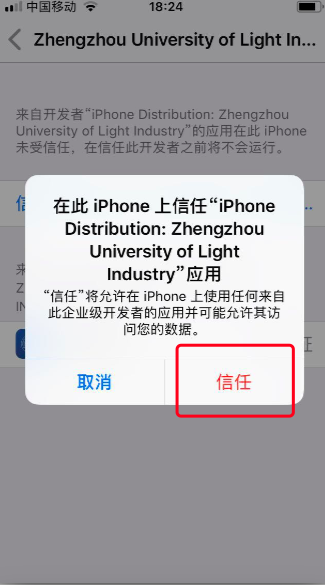 中国移动 18:24
Zhengzhou University of Light In...
来自开发者“iPhone Distribution: Zhengzhou
University of Light Industry”的应用在此 iPhone
未受信任，在信任此开发者之前将不会运行。
信
在此 iPhone 上信任“iPhone
Distribution: Zhengzhou
University of Light
Industry”应用
“信任”将允许在 iPhone 上使用任何来自
此企业级开发者的应用并可能允许其访
问您的数据。
取消 信任